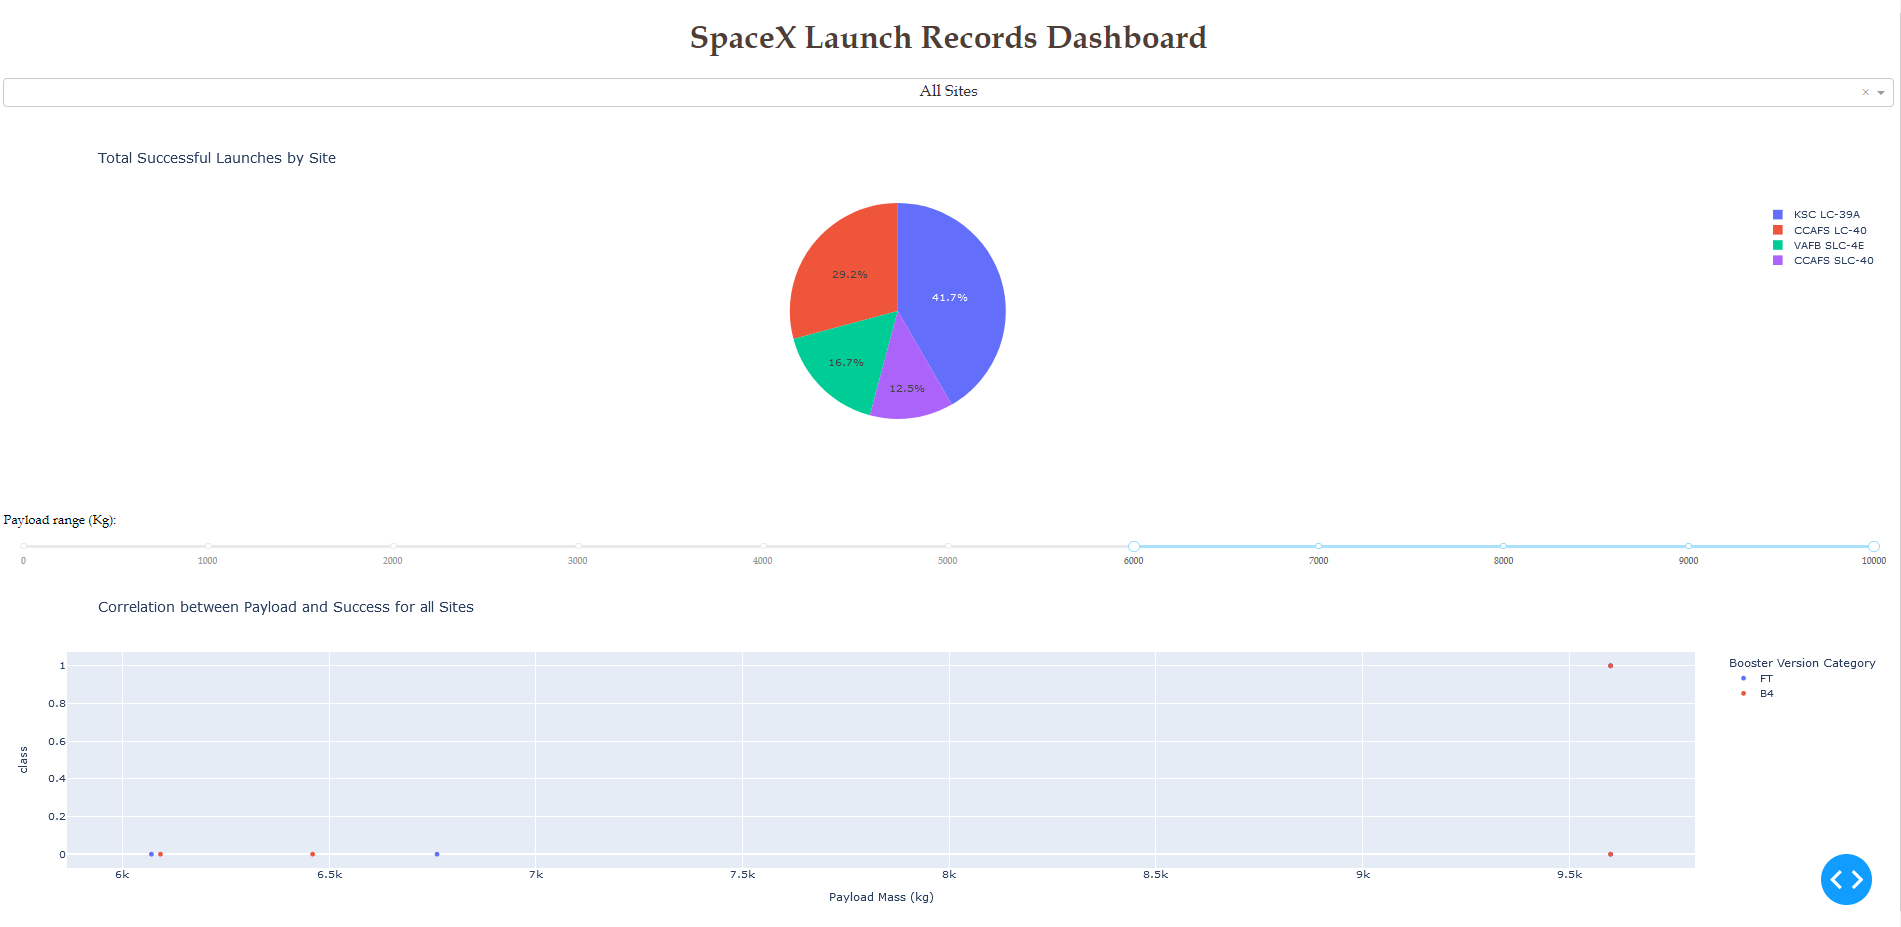 SpaceX Launch Records Dashboard
All Sites
×
Total Successful Launches by Site
KSC LC-39A
CCAFS LC-40
VAFB SLC-4E
CCAFS SLC-40
29.2%
41.7%
16.7%
12.5%
Payload range (Kg):
0 1000 2000 3000 4000 5000 6000 7000 8000 9000 10000
Correlation between Payload and Success for all Sites
Booster Version Category
FT
B4
class
1
0.8
0.6
0.4
0.2
0
6k 6.5k 7k 7.5k 8k 8.5k 9k 9.5k
Payload Mass (kg)